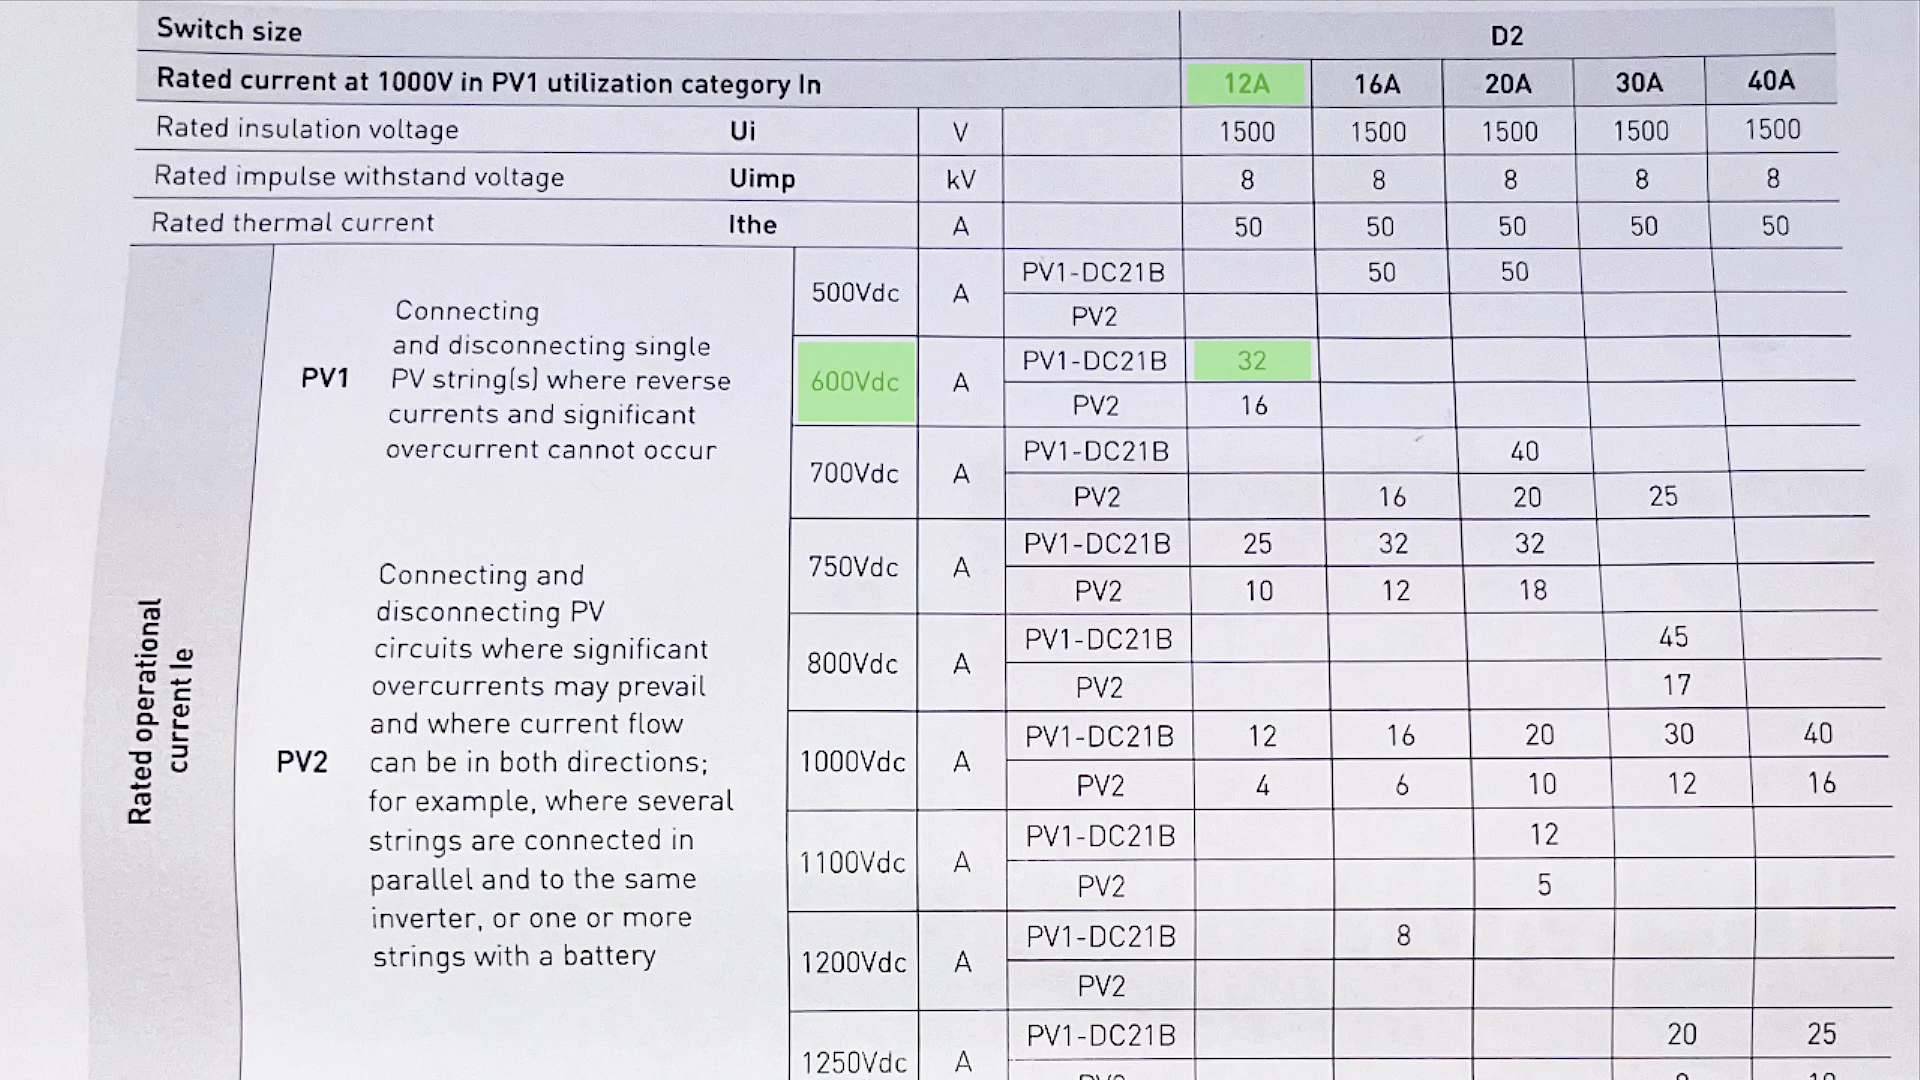 Switch size D2
Rated current at 1000V in PV1 utilization category In 12A 16A 20A 30A 40A
Rated insulation voltage Ui V 1500 1500 1500 1500 1500
Rated impulse withstand voltage Uimp kV 8 8 8 8 8
Rated thermal current Ithe A 50 50 50 50 50
Rated operational
current Ie
PV1
Connecting
and disconnecting single
PV string(s) where reverse
currents and significant
overcurrent cannot occur
PV2
Connecting and
disconnecting PV
circuits where significant
overcurrents may prevail
and where current flow
can be in both directions;
for example, where several
strings are connected in
parallel and to the same
inverter, or one or more
strings with a battery
500Vdc A
PV1-DC21B 50 50
PV2
600Vdc A
PV1-DC21B 32
PV2 16
700Vdc A
PV1-DC21B 40
PV2 16 20 25
750Vdc A
PV1-DC21B 25 32 32
PV2 10 12 18
800Vdc A
PV1-DC21B 45
PV2 17
1000Vdc A
PV1-DC21B 12 16 20 30 40
PV2 4 6 10 12 16
1100Vdc A
PV1-DC21B 12
PV2 5
1200Vdc A
PV1-DC21B 8
PV2
1250Vdc A
PV1-DC21B 20 25